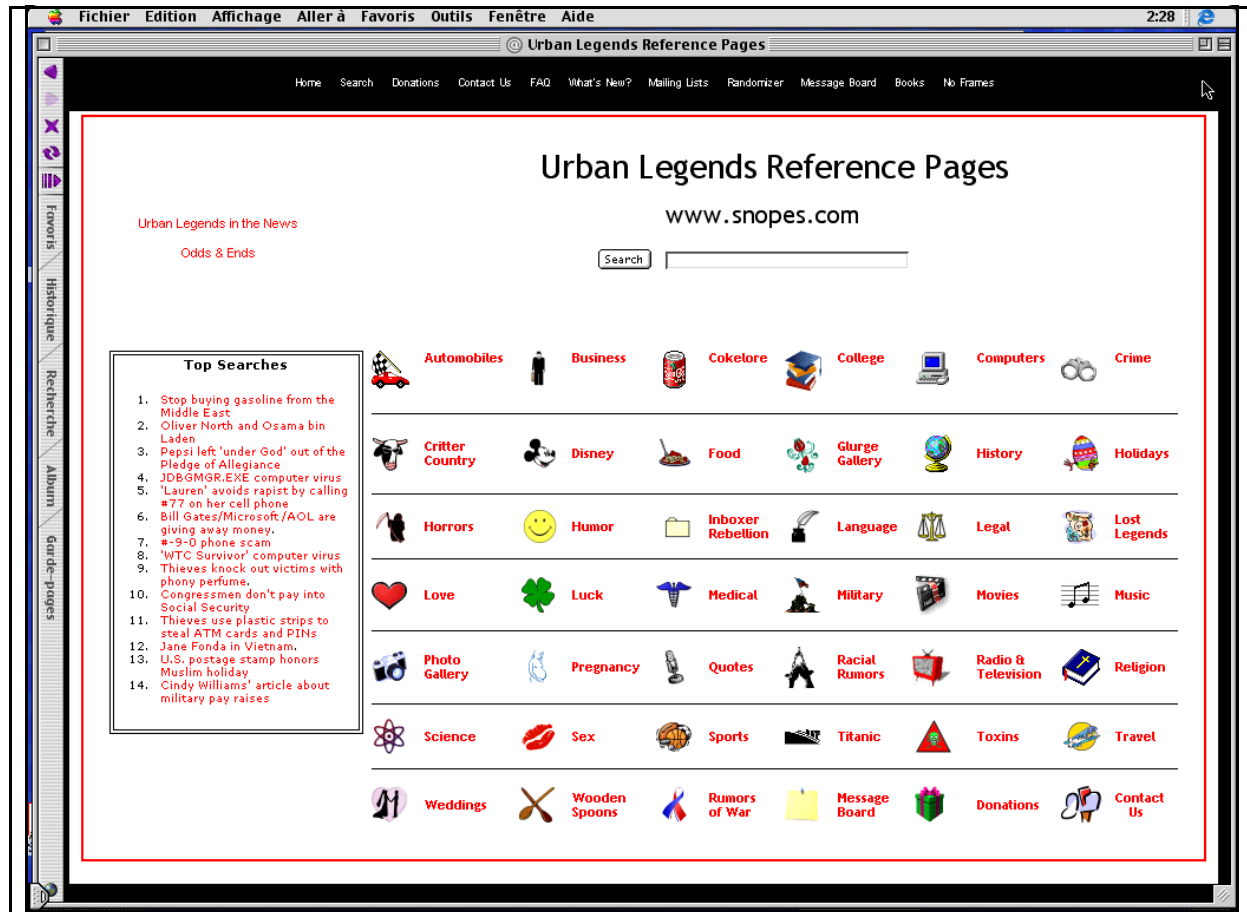 Fichier Edition Affichage Aller à Favoris Outils Fenêtre Aide 2:28
@ Urban Legends Reference Pages
Home Search Donations Contact Us FAQ What's New? Mailing Lists Randomizer Message Board Books No Frames
Favoris
Historique
Recherche
Album
Garde-pages
Urban Legends Reference Pages
www.snopes.com
Urban Legends in the News
Odds & Ends
Search
Top Searches
1. Stop buying gasoline from the
Middle East
2. Oliver North and Osama bin
Laden
3. Pepsi left 'under God' out of the
Pledge of Allegiance
4. JDBGMGR.EXE computer virus
5. 'Lauren' avoids rapist by calling
#77 on her cell phone
6. Bill Gates/Microsoft/AOL are
giving away money.
7. #-9-0 phone scam
8. 'WTC Survivor' computer virus
9. Thieves knock out victims with
phony perfume.
10. Congressmen don't pay into
Social Security
11. Thieves use plastic strips to
steal ATM cards and PINs
12. Jane Fonda in Vietnam.
13. U.S. postage stamp honors
Muslim holiday
14. Cindy Williams' article about
military pay raises
Automobiles Business Cokelore College Computers Crime
Critter
Country
Disney
Food
Glurge
Gallery
History
Holidays
Horrors
Humor
Inboxer
Rebellion
Language
Legal
Lost
Legends
Love Luck Medical Military Movies Music
Photo
Gallery
Pregnancy
Quotes
Racial
Rumors
Radio &
Television
Religion
Science Sex Sports Titanic Toxins Travel
Weddings
Wooden
Spoons
Rumors
of War
Message
Board
Donations
Contact
Us